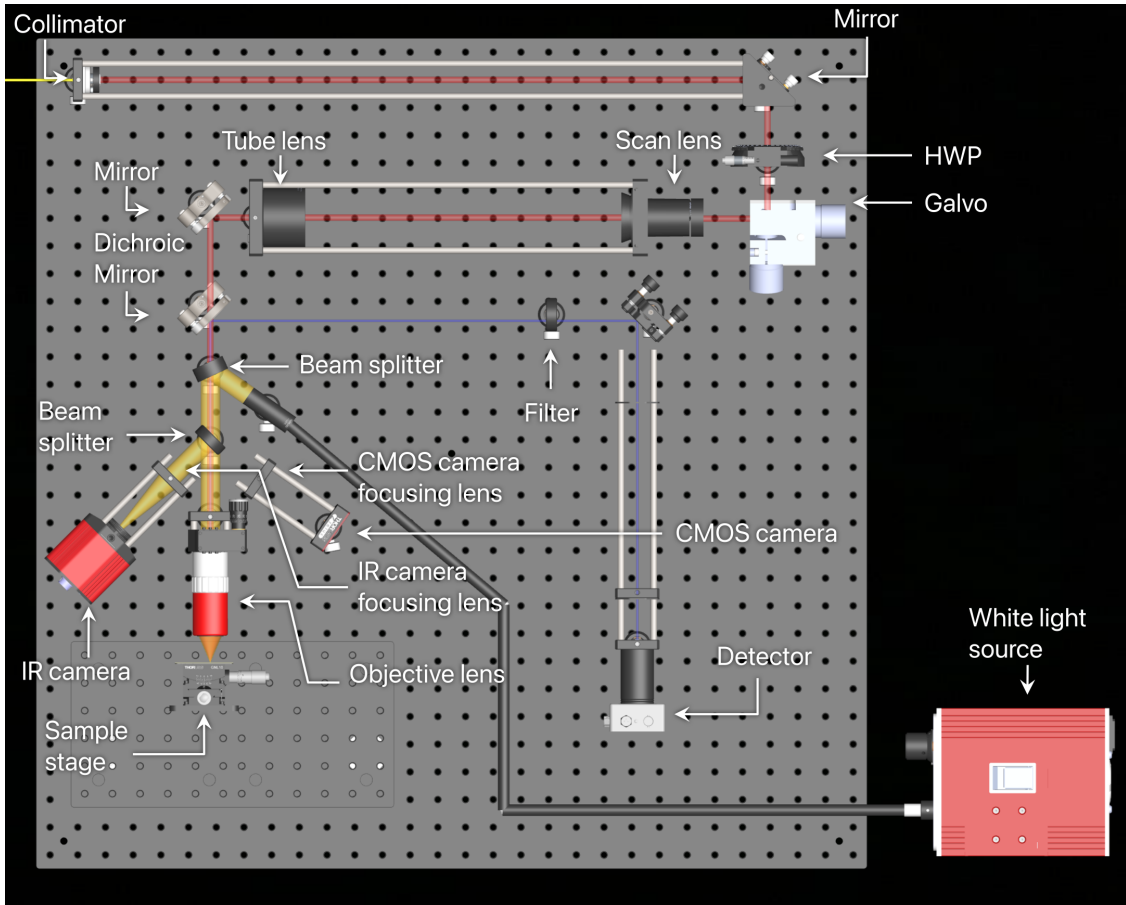 Collimator
Mirror
Tube lens
Scan lens
HWP
Mirror
Galvo
Dichroic
Mirror
Beam splitter
Filter
Beam
splitter
CMOS camera
focusing lens
CMOS camera
IR camera
focusing lens
White light
source
IR camera
Objective lens
Detector
Sample
stage